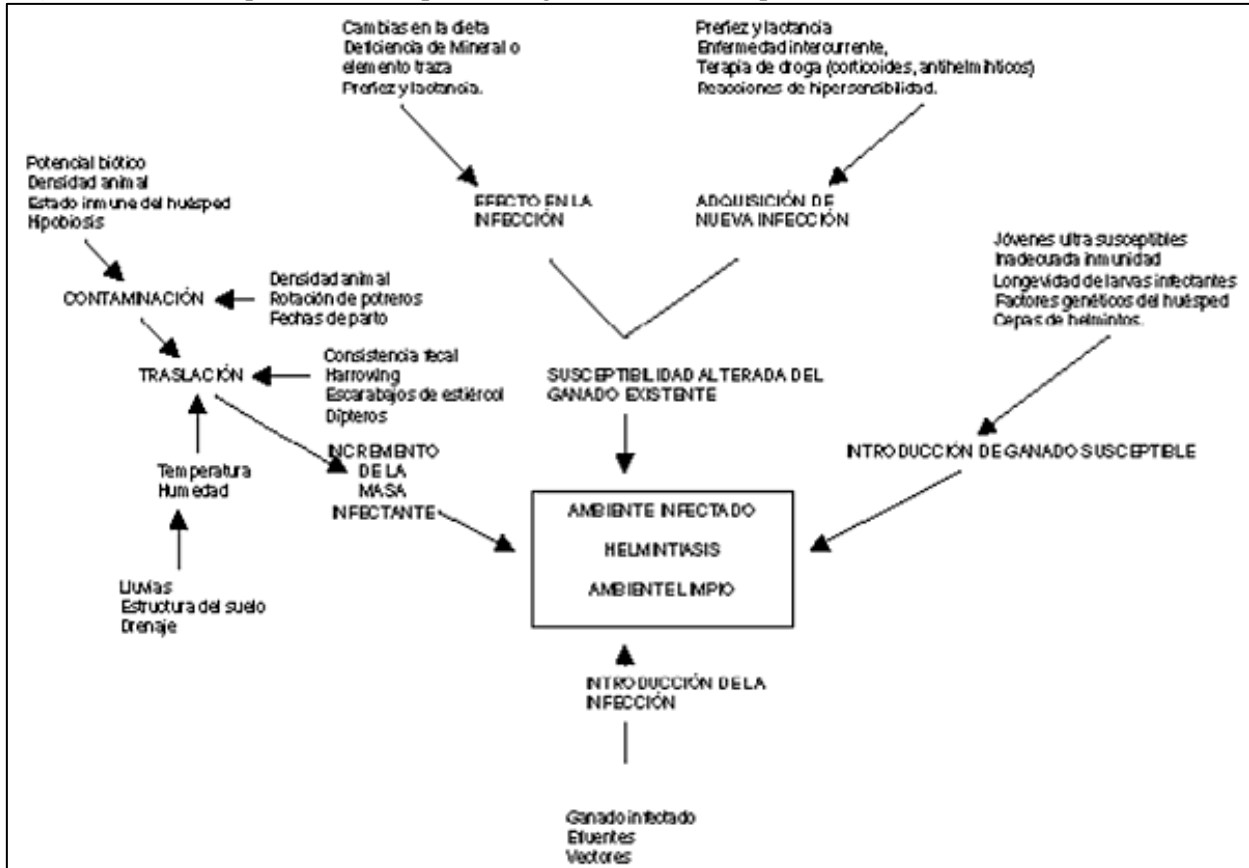 Cambias en la dieta
Deficiencia de Mineral o
elemento traza
Preñez y lactancia.
Preñez y lactancia
Enfermedad intercurrente,
Terapia de droga (corticoides, antihelmihticos)
Reacciones de hipersensibilidad.
Potencial biótico
Densidad animal
Estado inmune del huésped
Hipobiosis
EFECTO EN LA
INFECCIÓN
ADQUISICIÓN DE
NUEVA INFECCIÓN
Jóvenes ultra susceptibles
Inadecuada inmunidad
Longevidad de larvas infectantes
Factores genéticos del huésped
Cepas de helmintos.
CONTAMINACIÓN
Densidad animal
Rotación de potreros
Fechas de parto
TRASLACIÓN
Consistencia fecal
Harrowing
Escarabajos de estiércol
Dípteros
SUSCEPTIBILIDAD ALTERADA DEL
GANADO EXISTENTE
INTRODUCCIÓN DE GANADO SUSCEPTIBLE
Temperatura
Humedad
INCREMENTO
DE LA
MASA
INFECTANTE
AMBIENTE INFECTADO
HELMINTIASIS
AMBIENTE LIMPIO
Lluvias
Estructura del suelo
Drenaje
INTRODUCCIÓN DE LA
INFECCIÓN
Ganado infectado
Efluentes
Vectores